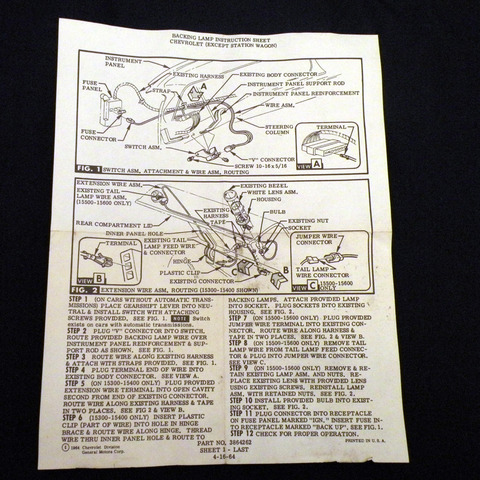 BACKING LAMP INSTRUCTION SHEET
CHEVROLET (EXCEPT STATION WAGON)
INSTRUMENT PANEL
EXISTING HARNESS
EXISTING BODY CONNECTOR
FUSE PANEL
STRAP
A
INSTRUMENT PANEL SUPPORT ROD
INSTRUMENT PANEL REINFORCEMENT
WIRE ASM.
FUSE CONNECTOR
STEERING COLUMN
TERMINAL
SWITCH ASM.
"V" CONNECTOR
VIEW A
SCREW 10-16 x 5/16
FIG. 1 SWITCH ASM, ATTACHMENT & WIRE ASM, ROUTING
EXTENSION WIRE ASM.
EXISTING BEZEL
EXISTING TAIL LAMP WIRE ASM.
(15500-15600 ONLY)
WHITE LENS ASM.
HOUSING
EXISTING HARNESS
TAPE
BULB
REAR COMPARTMENT LID
EXISTING NUT
SOCKET
INNER PANEL HOLE
EXISTING TAIL LAMP FEED WIRE & CONNECTOR
JUMPER WIRE CONNECTOR
TERMINAL
HINGE
PLASTIC CLIP
TAIL LAMP WIRE CONNECTOR
EXISTING CONNECTOR
B
C
VIEW B
VIEW C
(15500-15600 ONLY)
FIG. 2 EXTENSION WIRE ASM, ROUTING (15300-15400 SHOWN)
STEP 1 (ON CARS WITHOUT AUTOMATIC TRANS-
MISSIONS) PLACE GEARSHIFT LEVER INTO NEU-
TRAL & INSTALL SWITCH WITH ATTACHING
SCREWS PROVIDED, SEE FIG. 1 NOTE Switch
exists on cars with automatic transmissions.
STEP 2 PLUG "V" CONNECTOR INTO SWITCH,
ROUTE PROVIDED BACKING LAMP WIRE OVER
INSTRUMENT PANEL REINFORCEMENT & SUP-
PORT ROD AS SHOWN, SEE FIG. 1.
STEP 3 ROUTE WIRE ALONG EXISTING HARNESS
& ATTACH WITH STRAPS PROVIDED. SEE FIG. 1.
STEP 4 PLUG TERMINAL END OF WIRE INTO
EXISTING BODY CONNECTOR. SEE VIEW A.
STEP 5 (ON 15300-15400 ONLY) PLUG PROVIDED
EXTENSION WIRE TERMINAL INTO OPEN CAVITY
SECOND FROM END OF EXISTING CONNECTOR.
ROUTE WIRE ALONG EXISTING HARNESS & TAPE
IN TWO PLACES, SEE FIG 2 & VIEW B.
STEP 6 (ON 15300-15400 ONLY) INSERT PLASTIC
CLIP (PART OF WIRE) INTO HOLE IN HINGE
BRACE & ROUTE WIRE ALONG HINGE, THREAD
WIRE THRU INNER PANEL HOLE & ROUTE TO
BACKING LAMPS. ATTACH PROVIDED LAMP
INTO SOCKET. PLUG SOCKETS INTO EXISTING
HOUSING, SEE FIG. 2.
STEP 7 (ON 15500-15600 ONLY) PLUG PROVIDED
JUMPER WIRE TERMINAL INTO EXISTING CON-
NECTOR. ROUTE WIRE ALONG HARNESS &
TAPE IN TWO PLACES, SEE FIG, 2 & VIEW B.
STEP 8 (ON 15500-15600 ONLY) REMOVE TAIL
LAMP WIRE FROM TAIL LAMP FEED WIRE CONNEC-
TOR & PLUG INTO JUMPER WIRE CONNECTOR.
SEE VIEW C.
STEP 9 (ON 15500-15600 ONLY) REMOVE & RE-
TAIN EXISTING LAMP ASM, AND NUTS, RE-
PLACE EXISTING LENS WITH PROVIDED LENS
USING EXISTING SCREWS, REINSTALL LAMP
ASM, WITH RETAINED NUTS, SEE FIG. 2.
STEP 10 INSTALL PROVIDED BULB INTO EXIST-
ING SOCKET, SEE FIG. 2.
STEP 11 PLUG CONNECTOR INTO RECEPTACLE
ON FUSE PANEL MARKED "IGN." INSERT FUSE IN-
TO RECEPTACLE MARKED "BACK UP". SEE FIG. 1.
STEP 12 CHECK FOR PROPER OPERATION.
© 1964 Chevrolet Division
General Motors Corp.
PART NO. 3864262
SHEET 1 - LAST
4-16-64
PRINTED IN U.S.A.